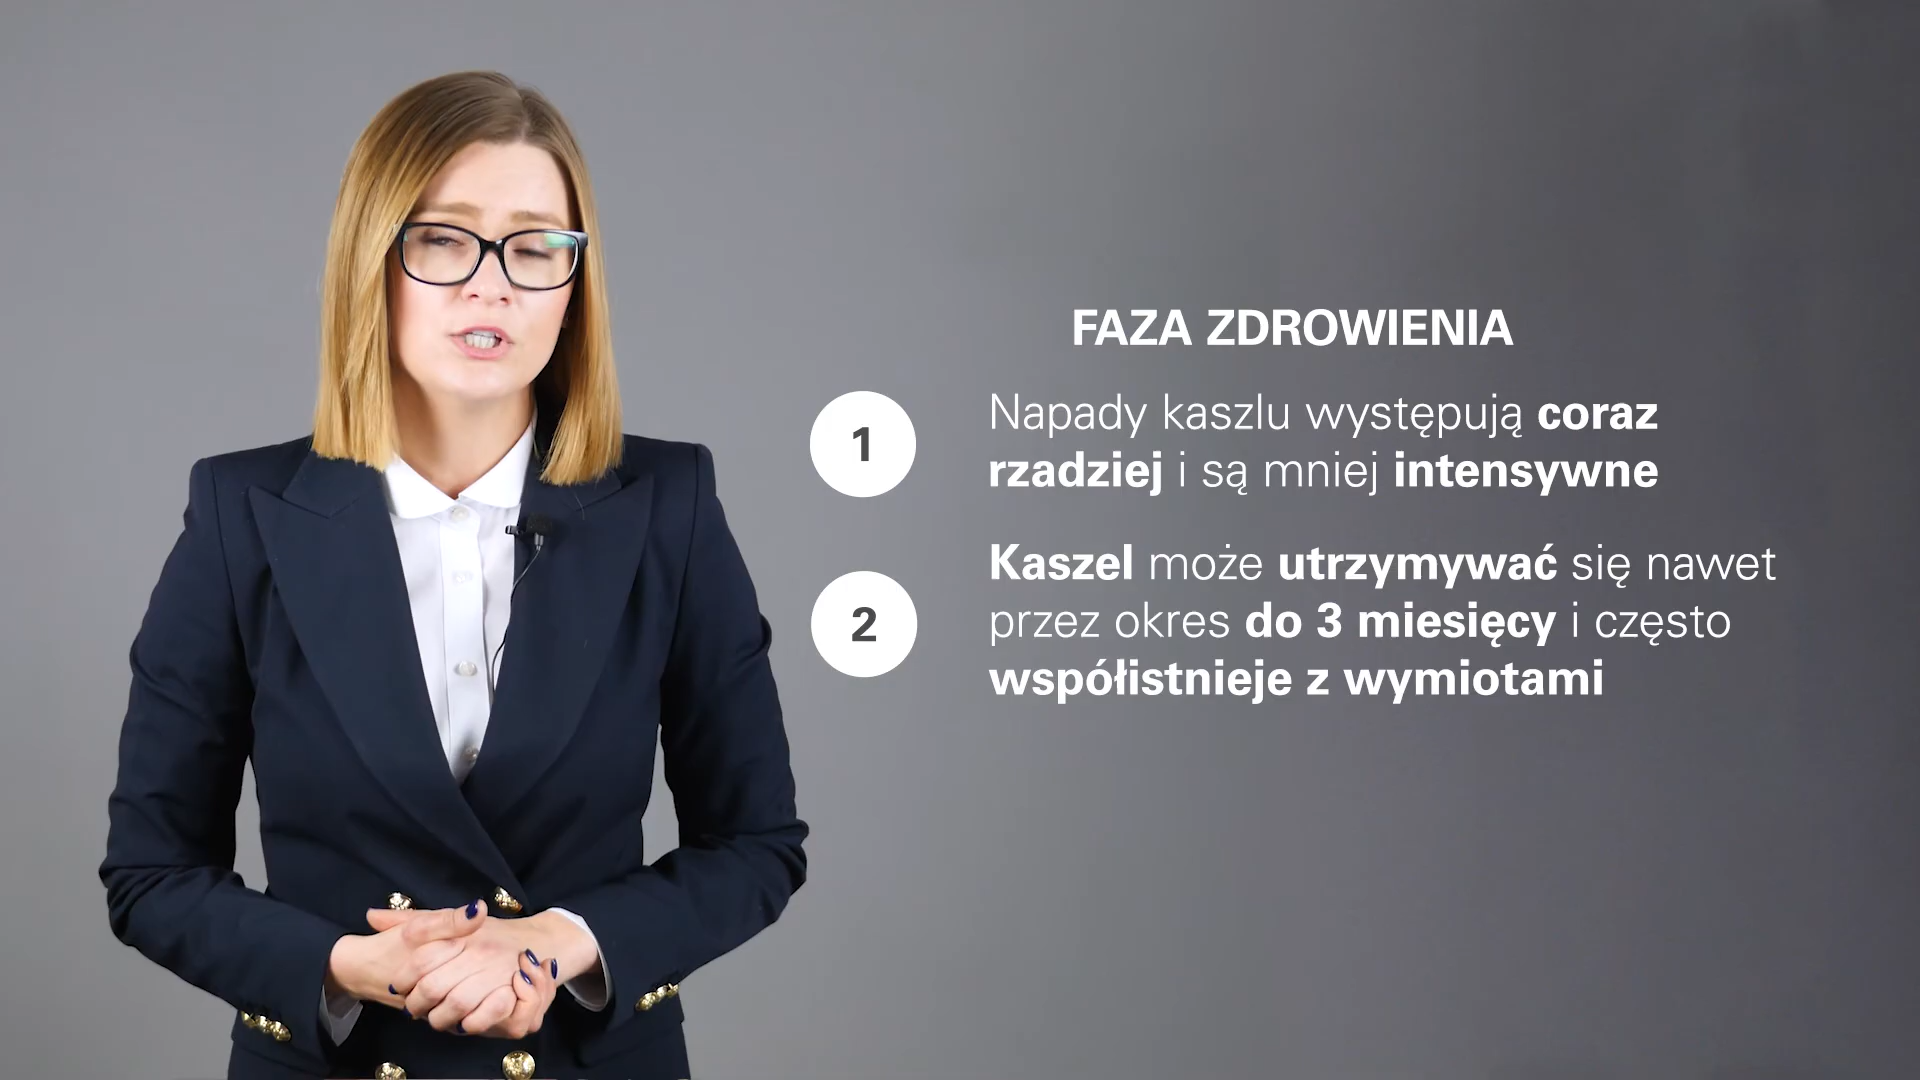 FAZA ZDROWIENIA
1
Napady kaszlu występują coraz
rzadziej i są mniej intensywne
2
Kaszel może utrzymywać się nawet
przez okres do 3 miesięcy i często
współistnieje z wymiotami